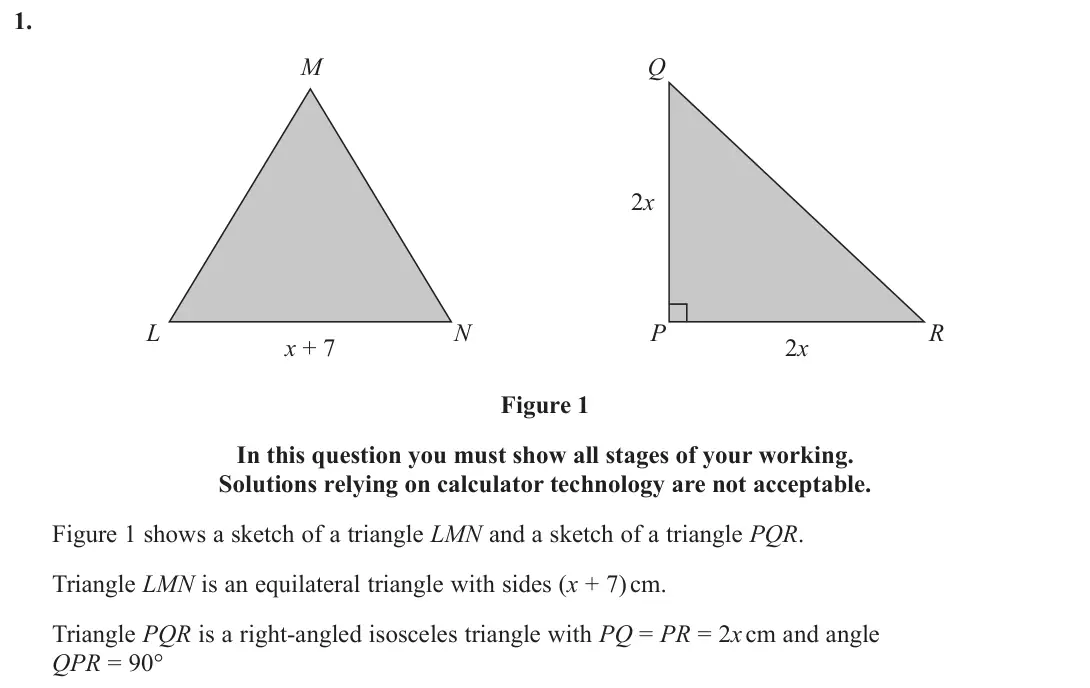 1.
M
Q
2x
L
N
x + 7
P
R
2x
Figure 1
In this question you must show all stages of your working.
Solutions relying on calculator technology are not acceptable.
Figure 1 shows a sketch of a triangle LMN and a sketch of a triangle PQR.
Triangle LMN is an equilateral triangle with sides (x + 7) cm.
Triangle PQR is a right-angled isosceles triangle with PQ = PR = 2x cm and angle
QPR = 90°